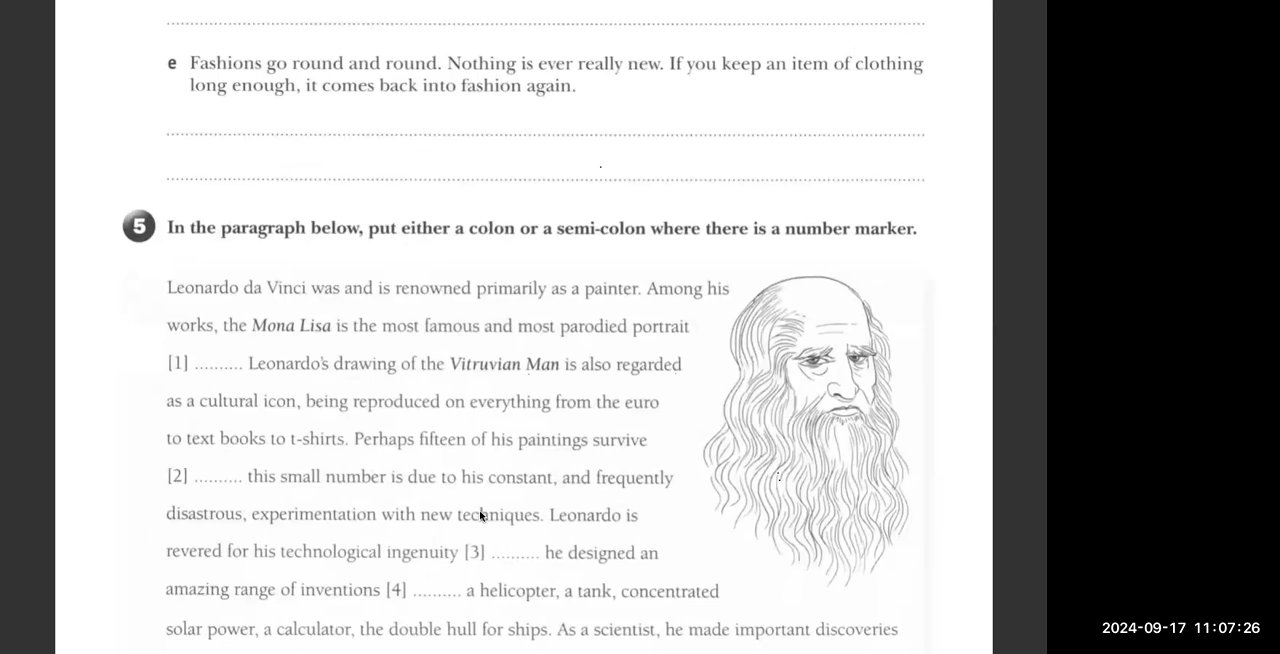 e Fashions go round and round. Nothing is ever really new. If you keep an item of clothing
long enough, it comes back into fashion again.
5 In the paragraph below, put either a colon or a semi-colon where there is a number marker.
Leonardo da Vinci was and is renowned primarily as a painter. Among his
works, the Mona Lisa is the most famous and most parodied portrait
[1] .......... Leonardo's drawing of the Vitruvian Man is also regarded
as a cultural icon, being reproduced on everything from the euro
to text books to t-shirts. Perhaps fifteen of his paintings survive
[2] .......... this small number is due to his constant, and frequently
disastrous, experimentation with new techniques. Leonardo is
revered for his technological ingenuity [3] .......... he designed an
amazing range of inventions [4] .......... a helicopter, a tank, concentrated
solar power, a calculator, the double hull for ships. As a scientist, he made important discoveries
2024-09-17 11:07:26